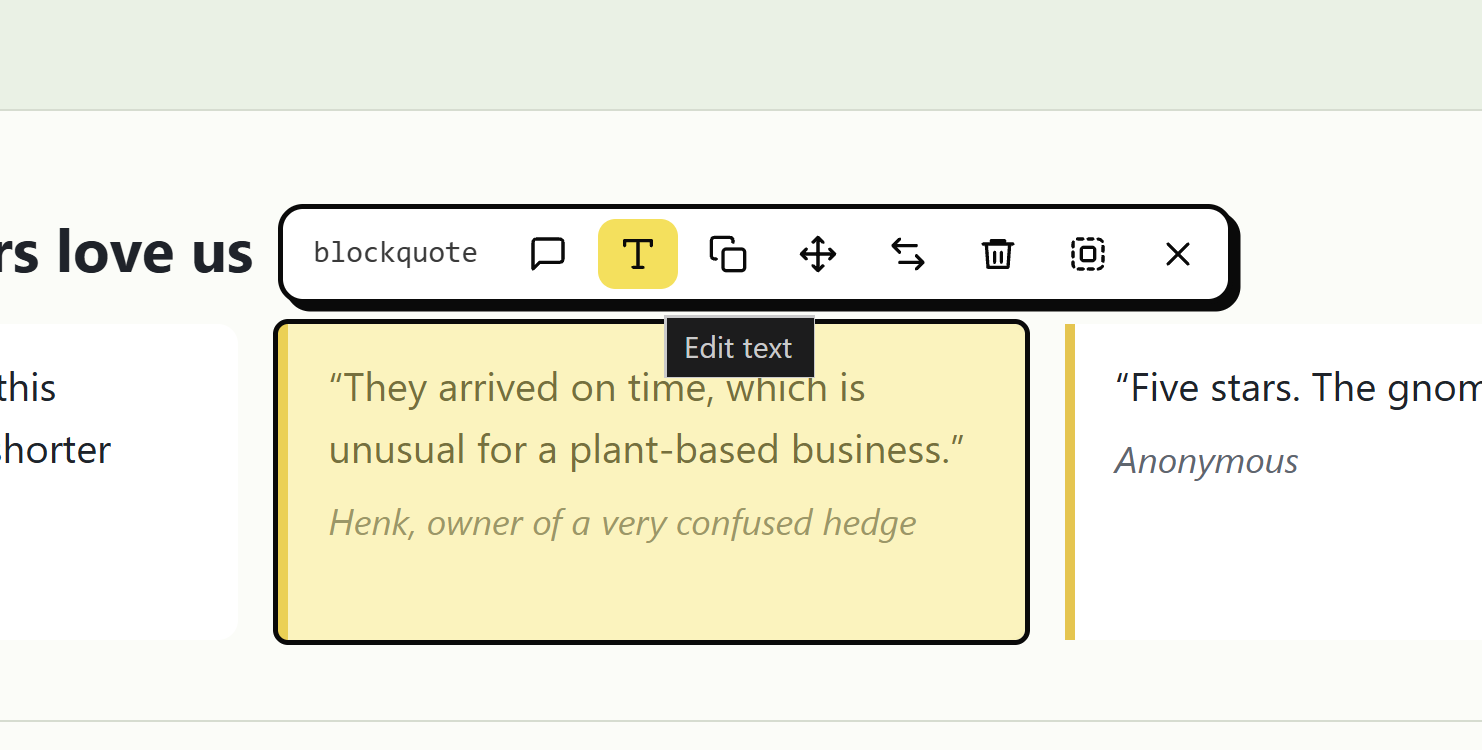 rs love us
blockquote
Edit text
this
shorter
“They arrived on time, which is
unusual for a plant-based business.”
Henk, owner of a very confused hedge
“Five stars. The gnom
Anonymous